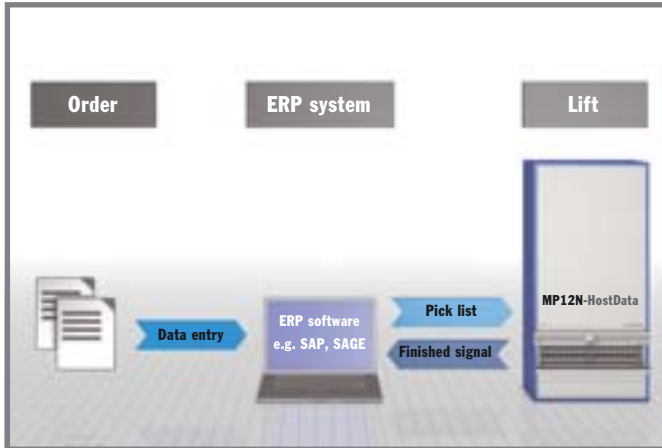 Order
ERP system
Lift
Data entry
ERP software
e.g. SAP, SAGE
Pick list
Finished signal
MP12N-HostData